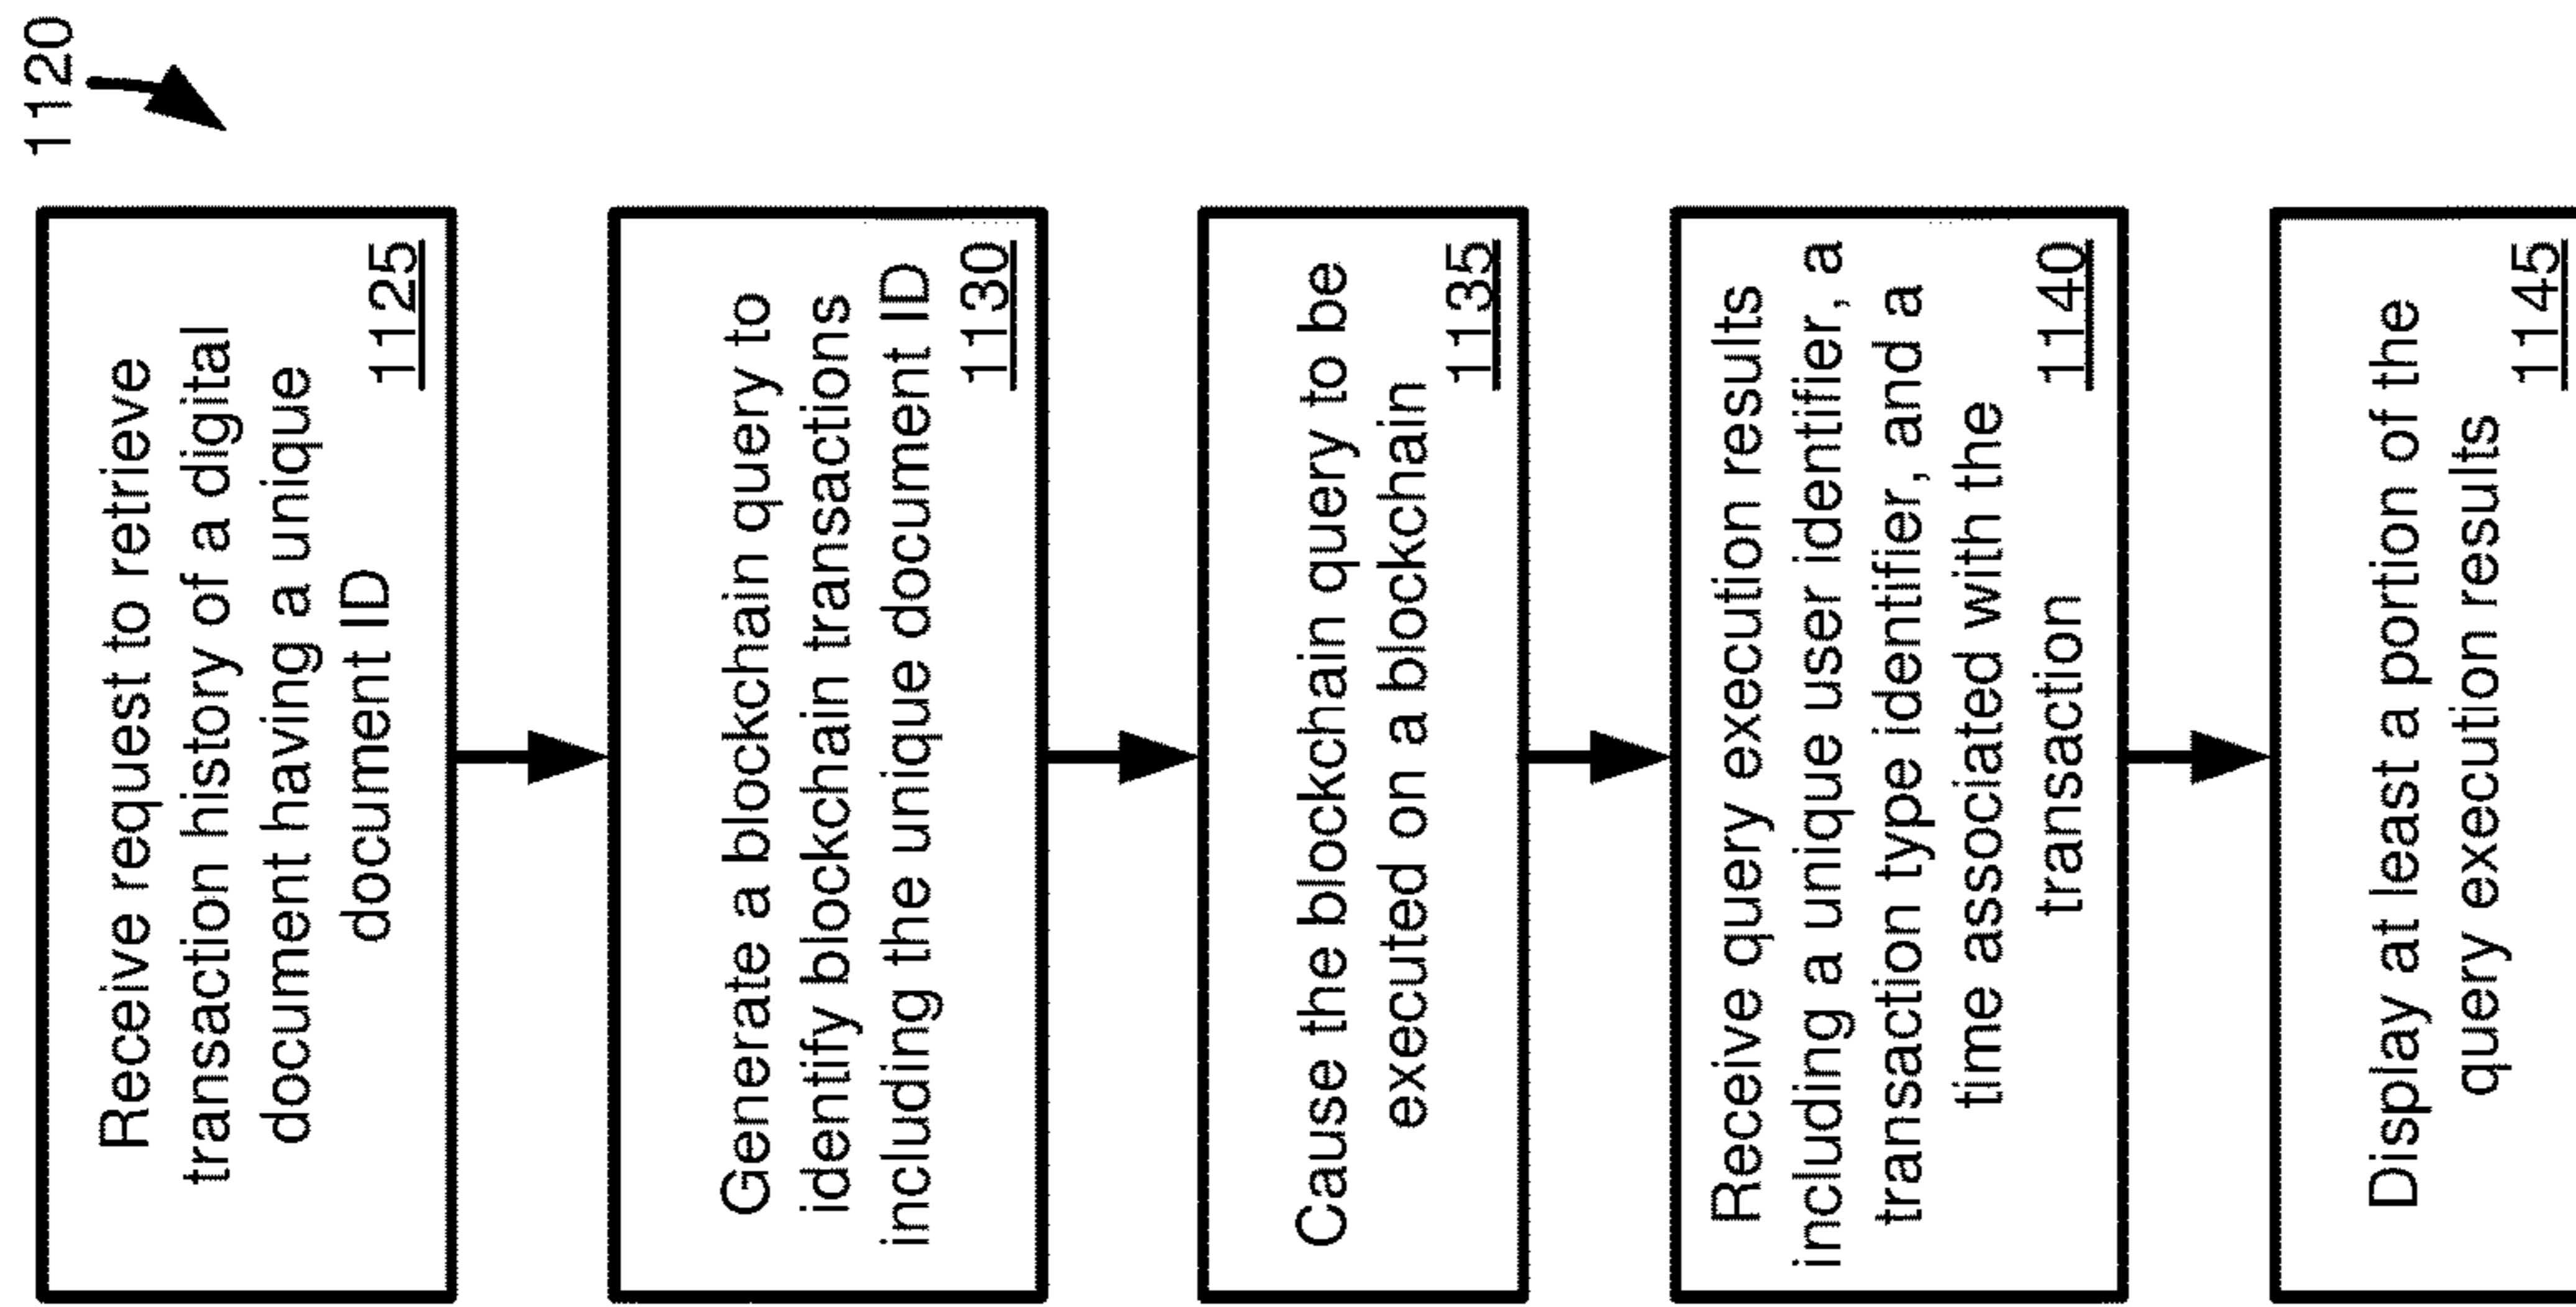 1120
Receive request to retrieve
transaction history of a digital
document having a unique
document ID
1125
Generate a blockchain query to
identify blockchain transactions
including the unique document ID
1130
Cause the blockchain query to be
executed on a blockchain
1135
Receive query execution results
including a unique user identifier, a
transaction type identifier, and a
time associated with the
transaction
1140
Display at least a portion of the
query execution results
1145